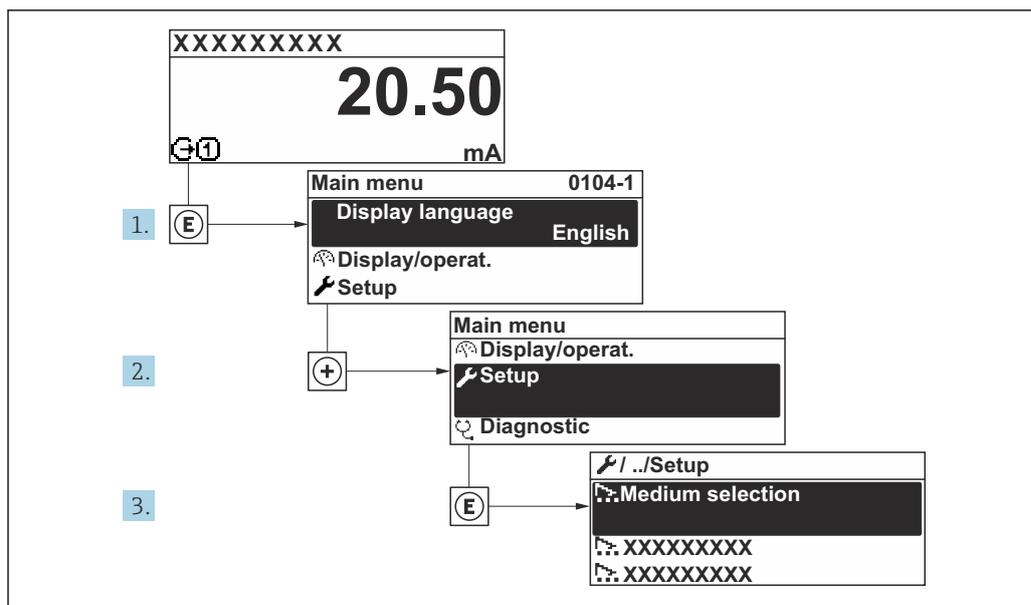 XXXXXXXXX
20.50
1
mA
Main menu 0104-1
1. E
Display language
English
Display/operat.
Setup
Main menu
Display/operat.
2. +
Setup
Diagnostic
/ ../Setup
Medium selection
3. E
XXXXXXXXX
XXXXXXXXX